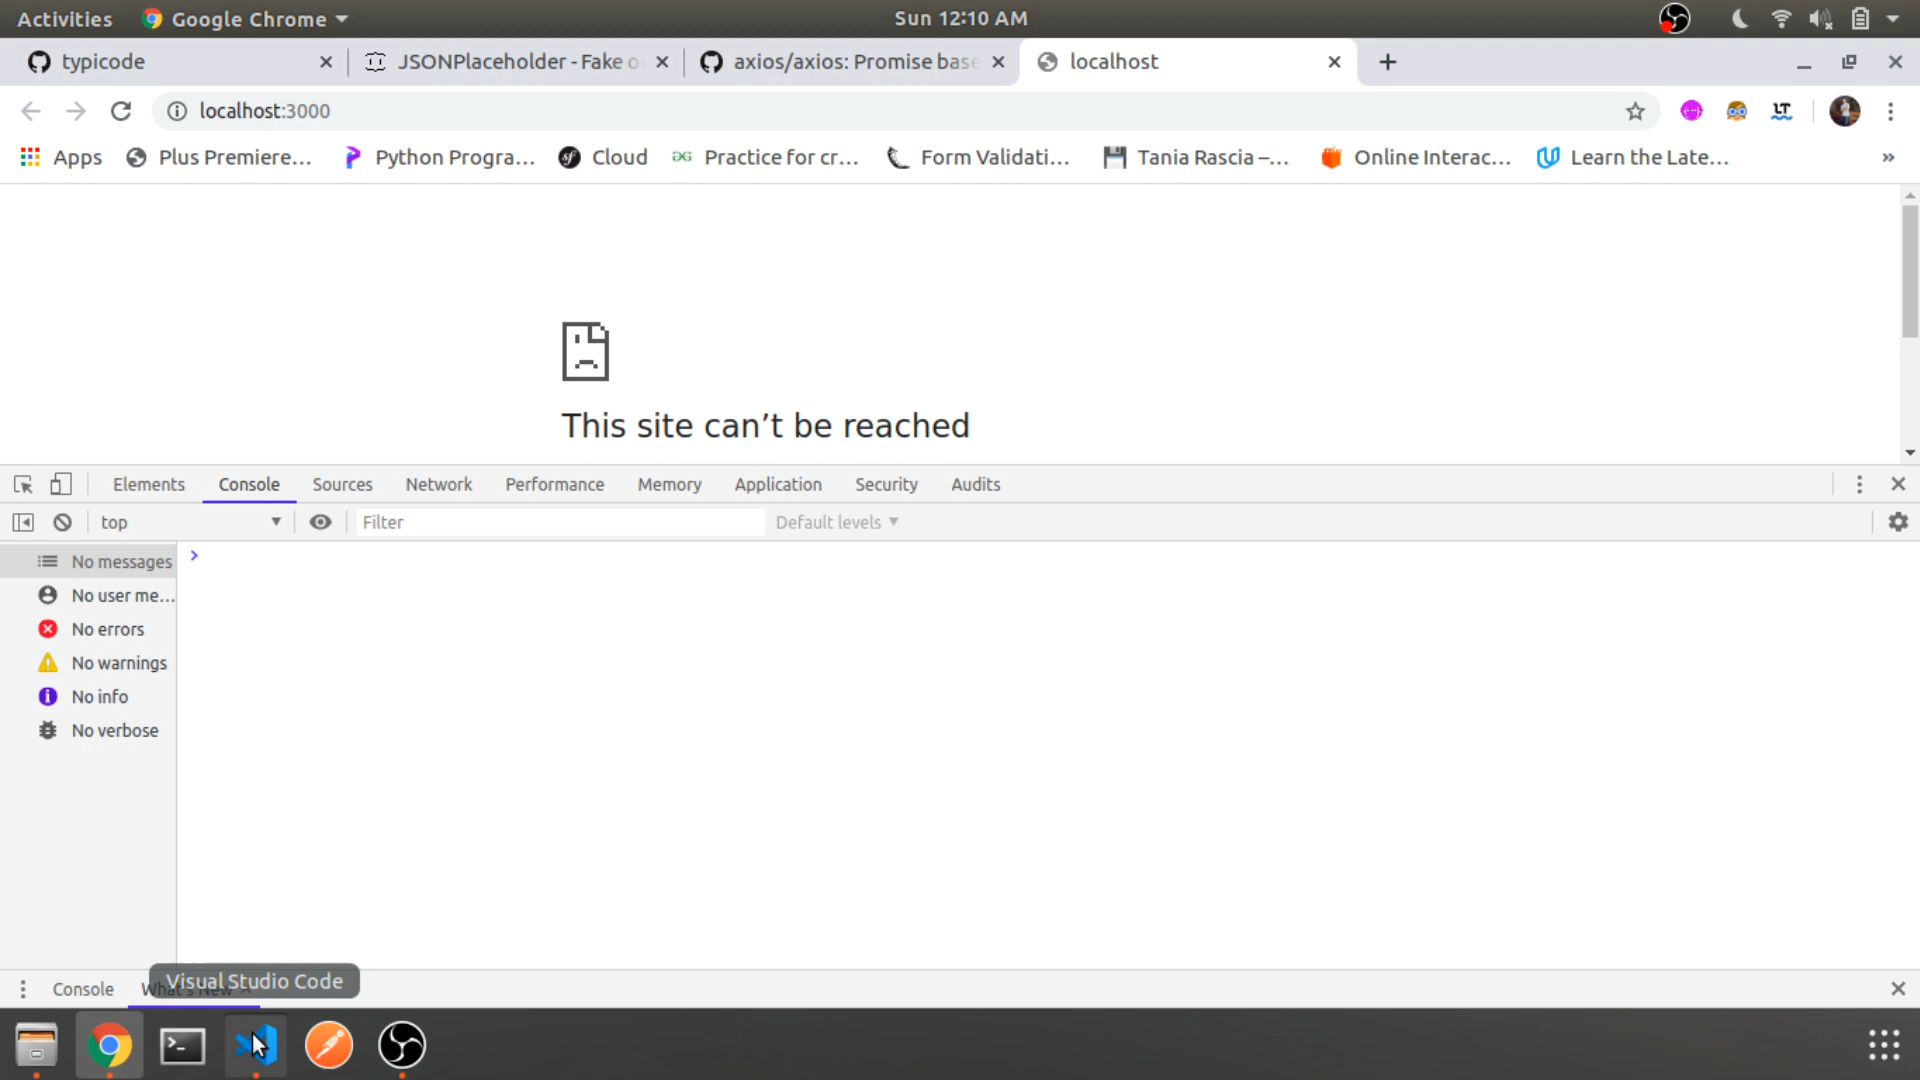 Activities
Google Chrome
Sun 12:10 AM
typicode
JSONPlaceholder - Fake o
axios/axios: Promise base
localhost
localhost:3000
Apps
Plus Premiere...
Python Progra...
Cloud
Practice for cr...
Form Validati...
Tania Rascia –...
Online Interac...
Learn the Late...
»
This site can't be reached
Elements
Console
Sources
Network
Performance
Memory
Application
Security
Audits
top
Filter
Default levels
No messages
No user me...
No errors
No warnings
No info
No verbose
Console
What's New
Visual Studio Code